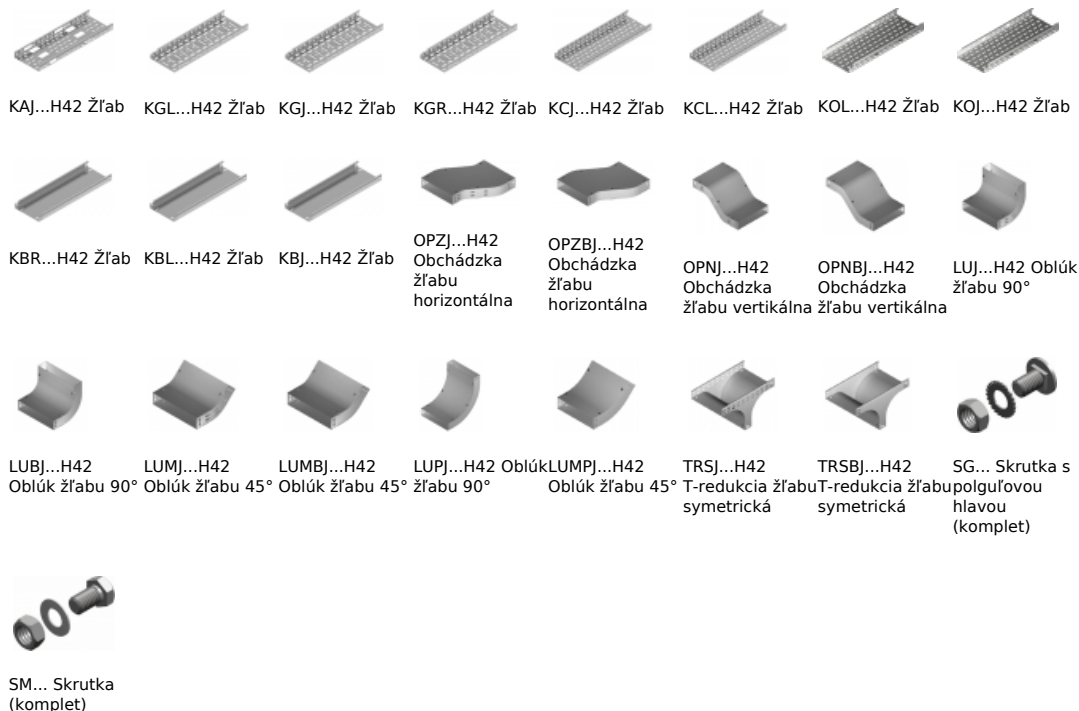 KAJ...H42 Žľab
KGL...H42 Žľab
KGJ...H42 Žľab
KGR...H42 Žľab
KCJ...H42 Žľab
KCL...H42 Žľab
KOL...H42 Žľab
KOJ...H42 Žľab
KBR...H42 Žľab
KBL...H42 Žľab
KBJ...H42 Žľab
OPZJ...H42
Obchádzka
žľabu
horizontálna
OPZBJ...H42
Obchádzka
žľabu
horizontálna
OPNJ...H42
Obchádzka
žľabu vertikálna
OPNBJ...H42
Obchádzka
žľabu vertikálna
LUJ...H42 Oblúk
žľabu 90°
LUBJ...H42
Oblúk žľabu 90°
LUMJ...H42
Oblúk žľabu 45°
LUMBJ...H42
Oblúk žľabu 45°
LUPJ...H42 Oblúk
žľabu 90°
LUMPJ...H42
Oblúk žľabu 45°
TRSJ...H42
T-redukcia žľabu
symetrická
TRSBJ...H42
T-redukcia žľabu
symetrická
SG... Skrutka s
polguľovou
hlavou
(komplet)
SM... Skrutka
(komplet)